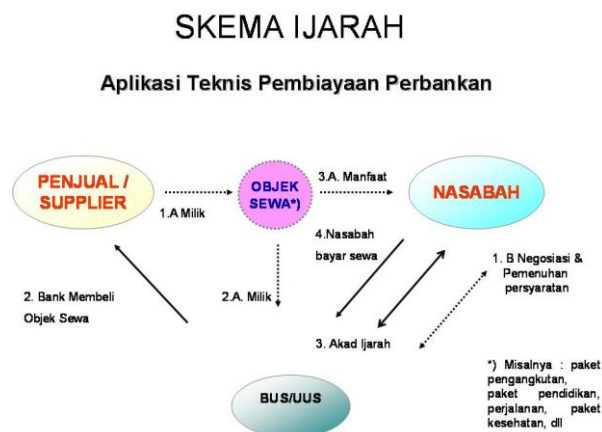 SKEMA IJARAH
Aplikasi Teknis Pembiayaan Perbankan
PENJUAL /
SUPPLIER
1.A Milik
OBJEK
SEWA*)
3.A. Manfaat
NASABAH
4.Nasabah
bayar sewa
1. B Negosiasi &
Pemenuhan
persyaratan
2. Bank Membeli
Objek Sewa
2.A. Milik
3. Akad Ijarah
BUS/UUS
*) Misalnya : paket
pengangkutan,
paket pendidikan,
perjalanan, paket
kesehatan, dll